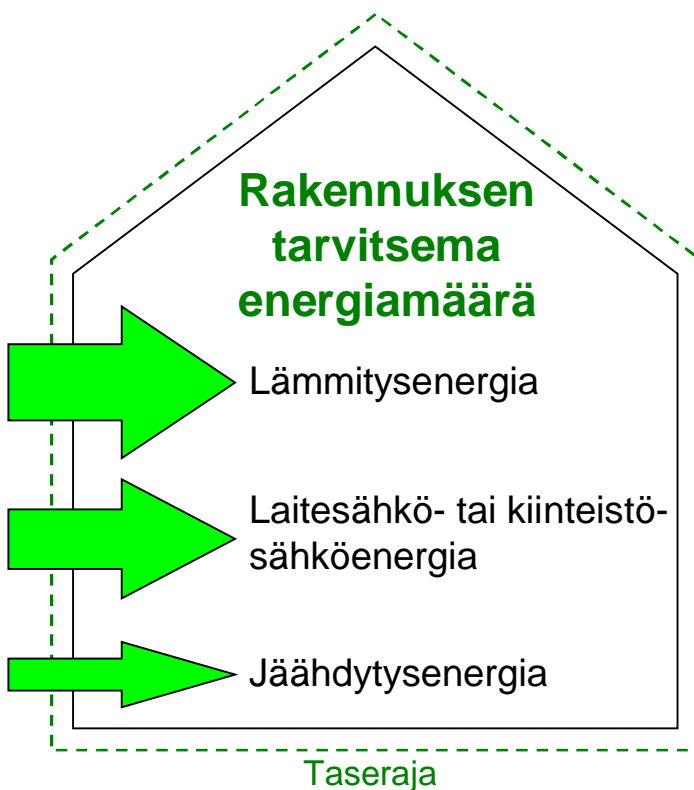 Rakennuksen
tarvitsema
energiamäärä
Lämmitysenergia
Laitesähkö- tai kiinteistö-
sähköenergia
Jäähdytysenergia
Taseraja